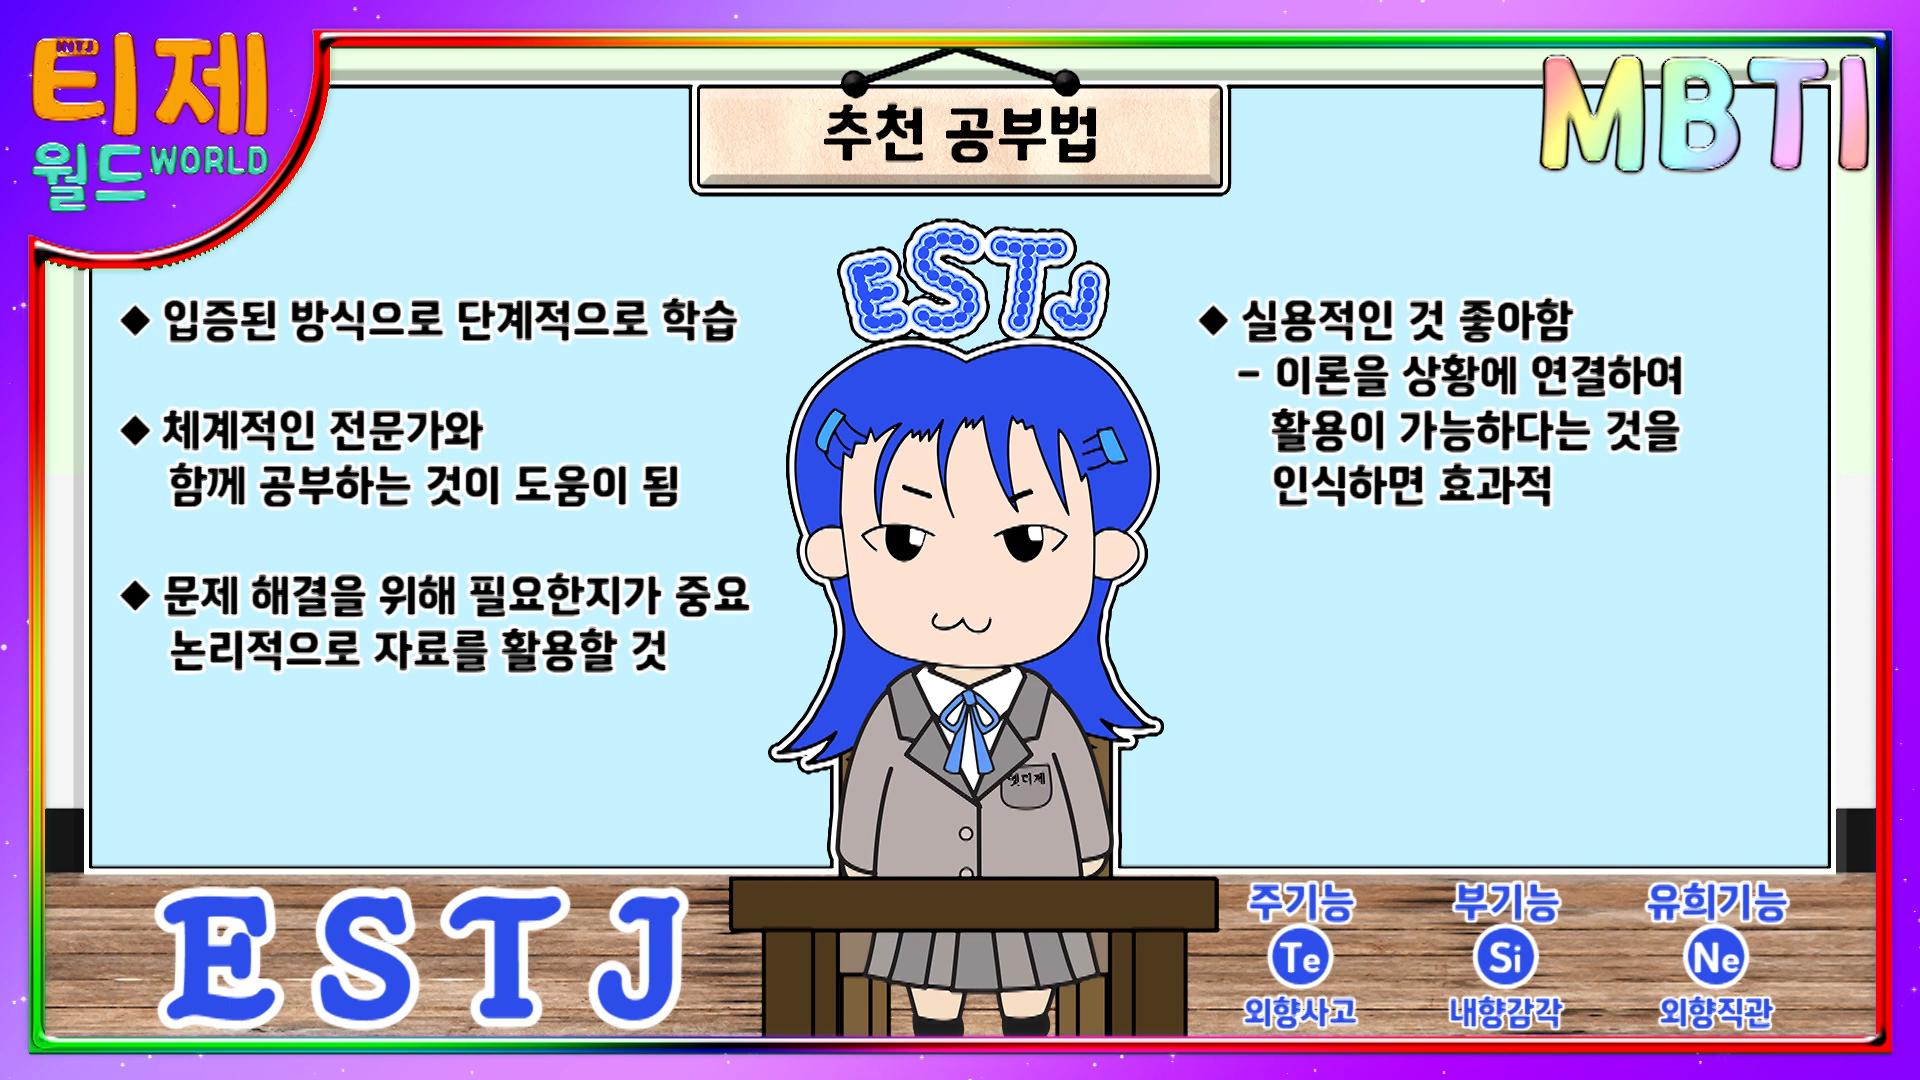 INTJ
티제
월드 WORLD
추천 공부법
MBTI
ESTJ
◆ 입증된 방식으로 단계적으로 학습
◆ 체계적인 전문가와
함께 공부하는 것이 도움이 됨
◆ 문제 해결을 위해 필요한지가 중요
논리적으로 자료를 활용할 것
◆ 실용적인 것 좋아함
- 이론을 상황에 연결하여
활용이 가능하다는 것을
인식하면 효과적
엣티제
ESTJ
주기능 부기능 유희기능
Te Si Ne
외향사고 내향감각 외향직관